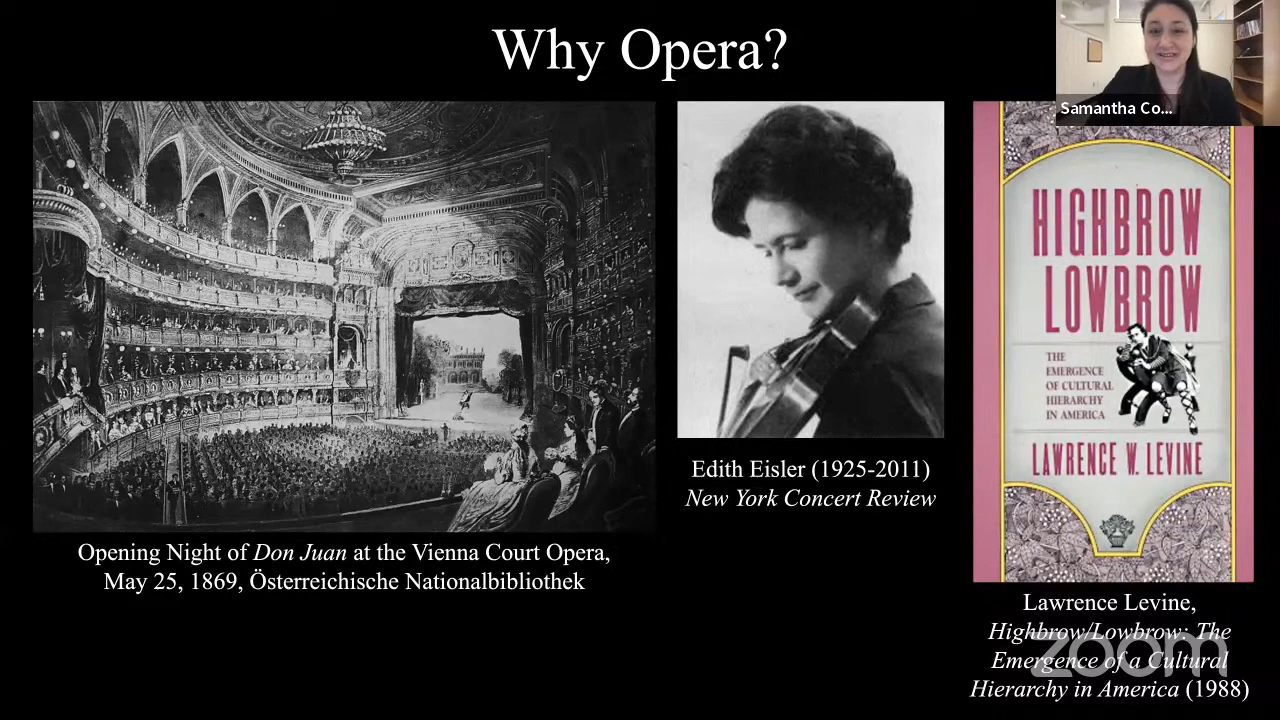 Why Opera?
Samantha Co...
HIGHBROW
LOWBROW
THE
EMERGENCE
OF CULTURAL
HIERARCHY
IN AMERICA
LAWRENCE W. LEVINE
Edith Eisler (1925-2011)
New York Concert Review
Opening Night of Don Juan at the Vienna Court Opera,
May 25, 1869, Österreichische Nationalbibliothek
Lawrence Levine,
Highbrow/Lowbrow: The
Emergence of a Cultural
Hierarchy in America (1988)
zoom